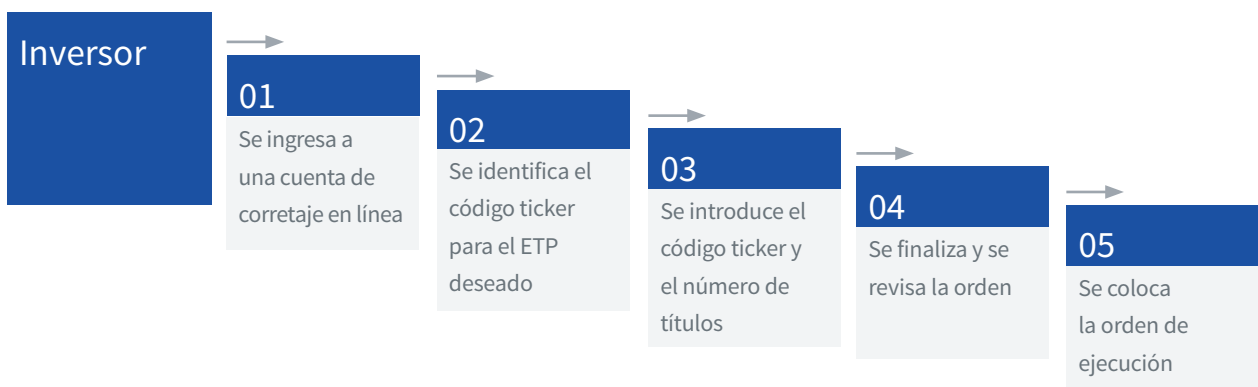 Inversor
01
Se ingresa a
una cuenta de
corretaje en línea
02
Se identifica el
código ticker
para el ETP
deseado
03
Se introduce el
código ticker y
el número de
títulos
04
Se finaliza y se
revisa la orden
05
Se coloca
la orden de
ejecución